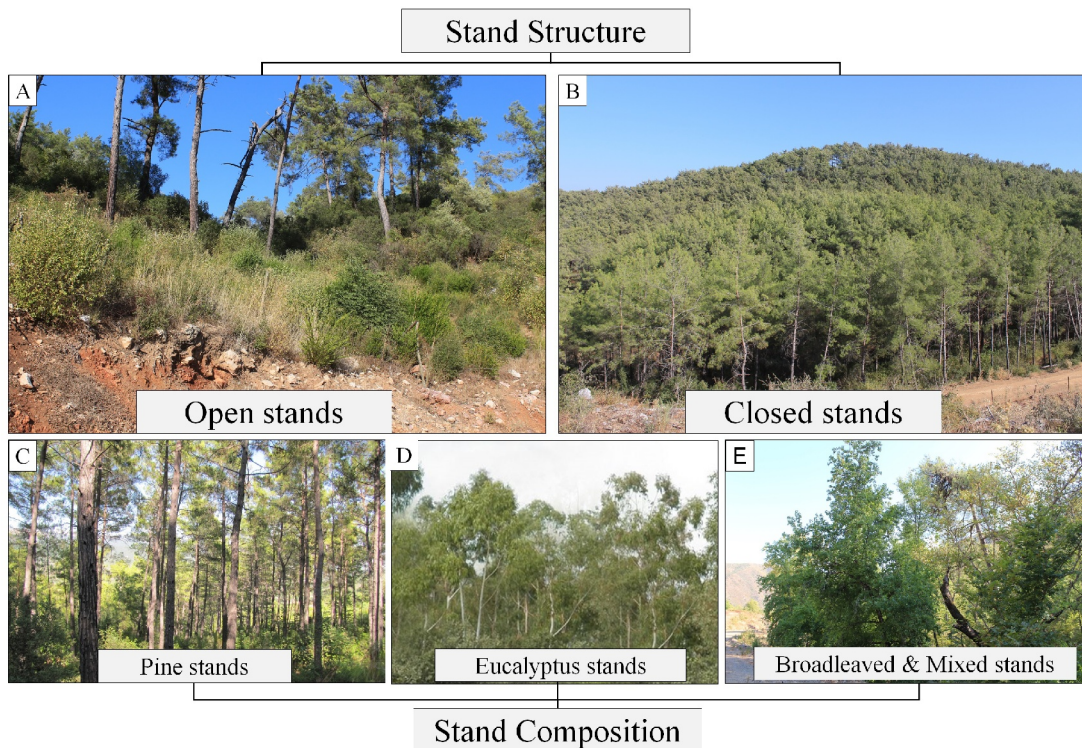 Stand Structure
A
B
Open stands
Closed stands
C
D
E
Pine stands
Eucalyptus stands
Broadleaved & Mixed stands
Stand Composition